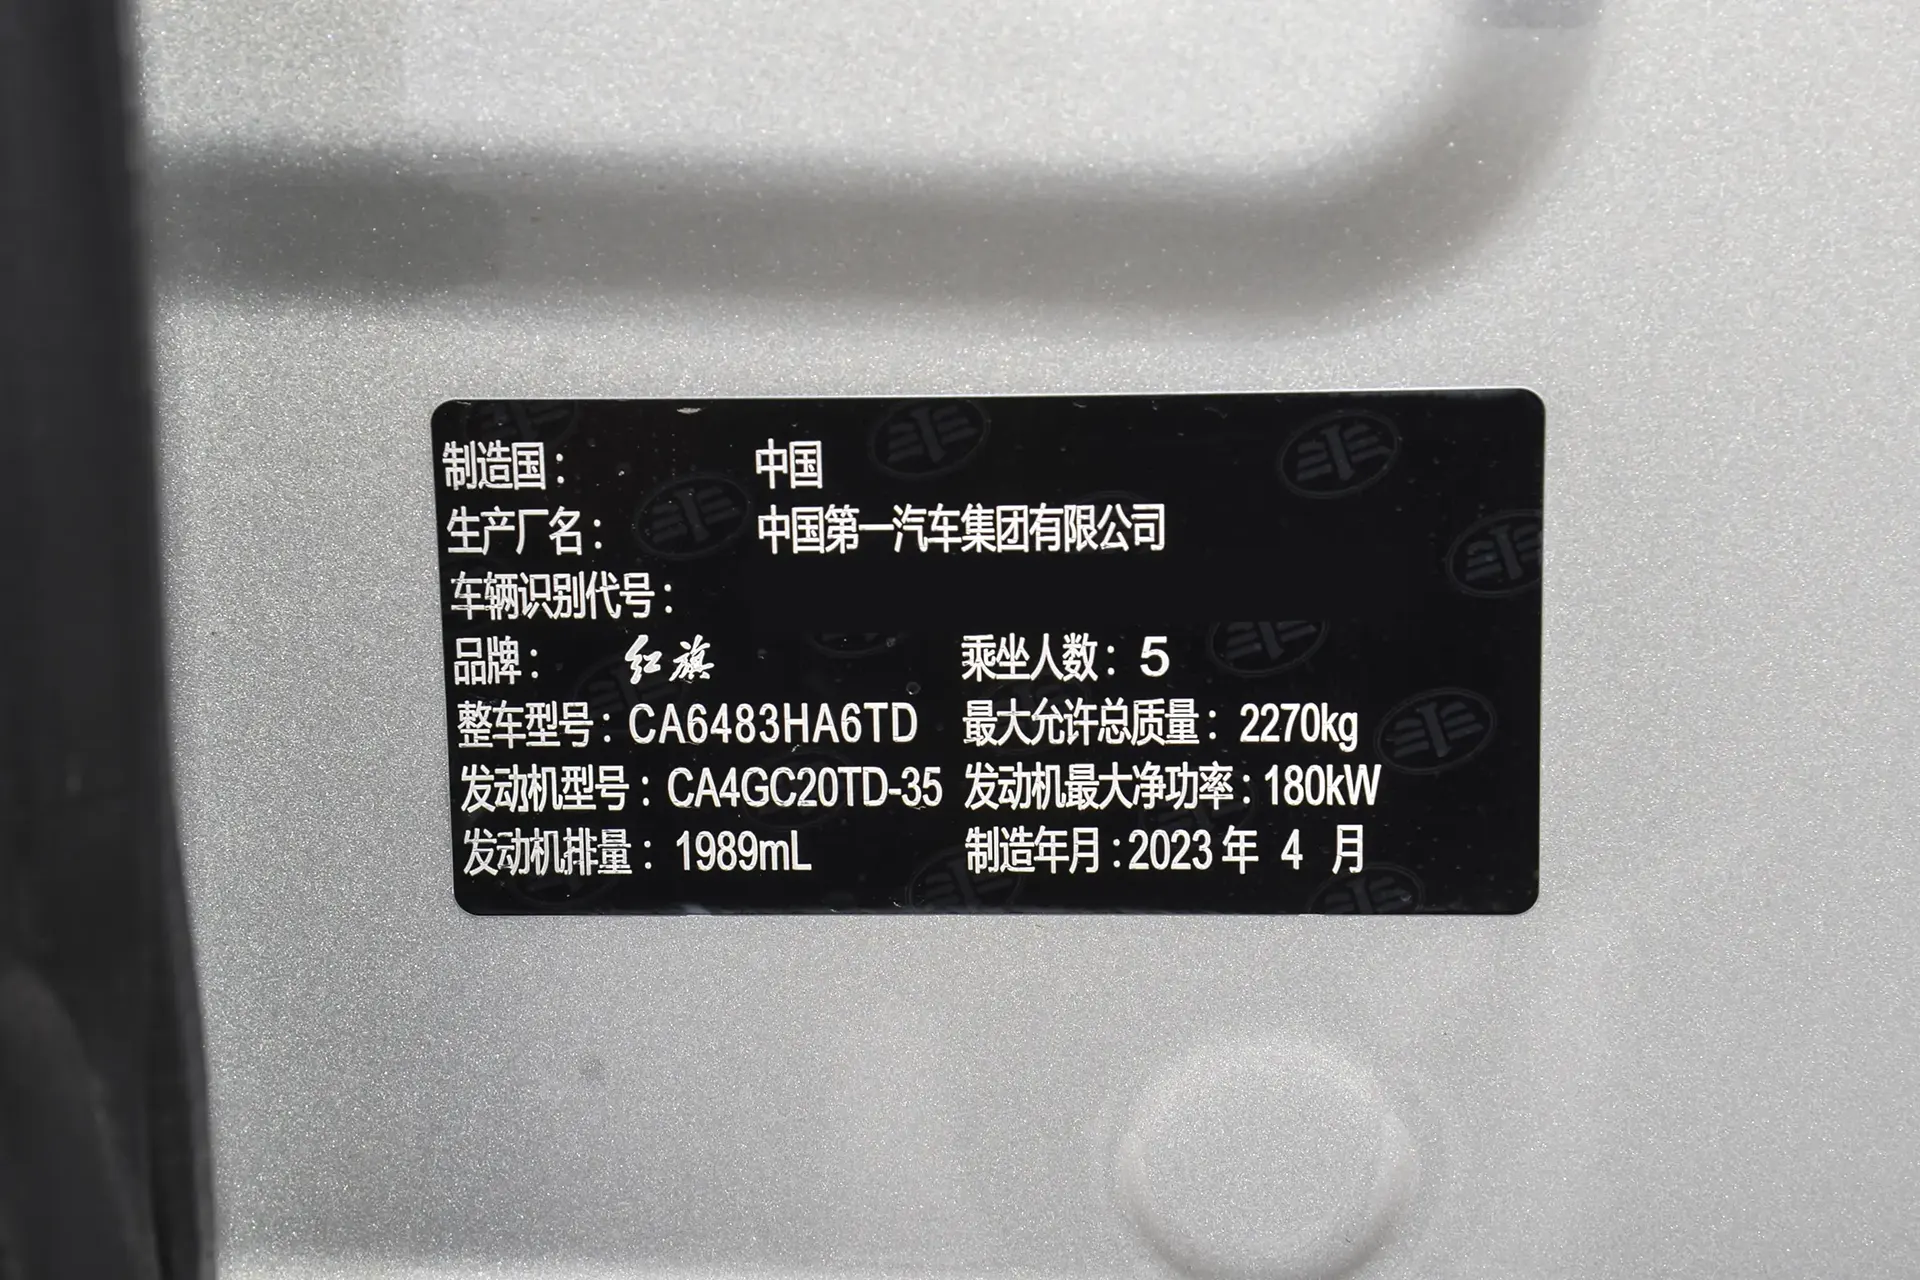 制造国： 中国
生产厂名： 中国第一汽车集团有限公司
车辆识别代号：
品牌： 红旗 乘坐人数：5
整车型号：CA6483HA6TD 最大允许总质量：2270kg
发动机型号：CA4GC20TD-35 发动机最大净功率：180kW
发动机排量：1989mL 制造年月：2023年 4 月